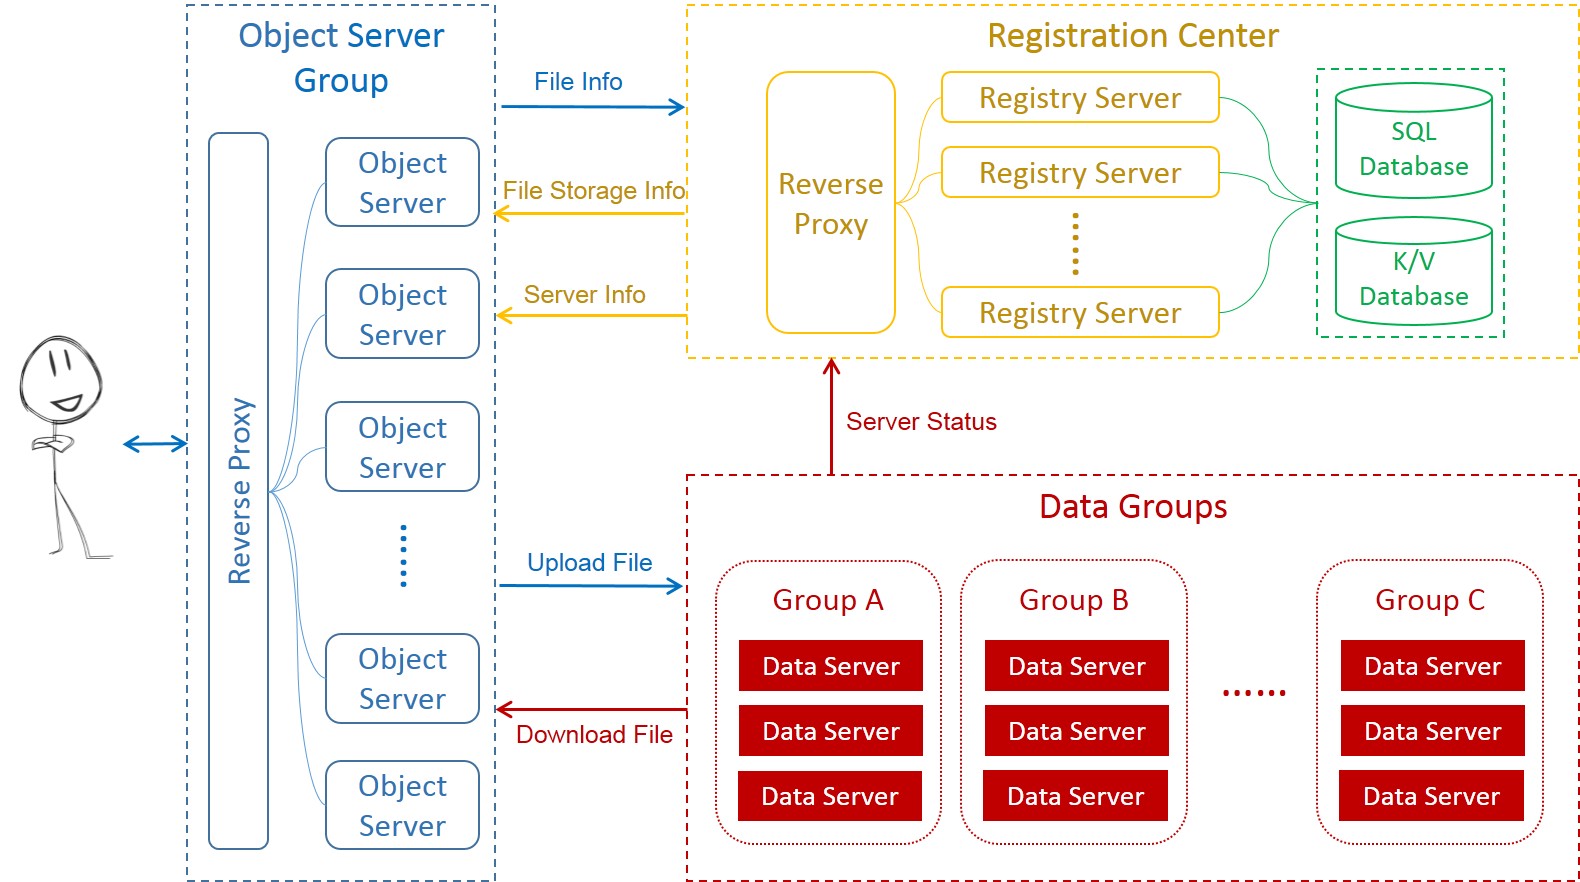 Object Server
Group
Reverse Proxy
Object
Server
Object
Server
Object
Server
Object
Server
Object
Server
File Info
File Storage Info
Server Info
Upload File
Download File
Registration Center
Reverse
Proxy
Registry Server
Registry Server
Registry Server
SQL
Database
K/V
Database
Server Status
Data Groups
Group A
Data Server
Data Server
Data Server
Group B
Data Server
Data Server
Data Server
Group C
Data Server
Data Server
Data Server